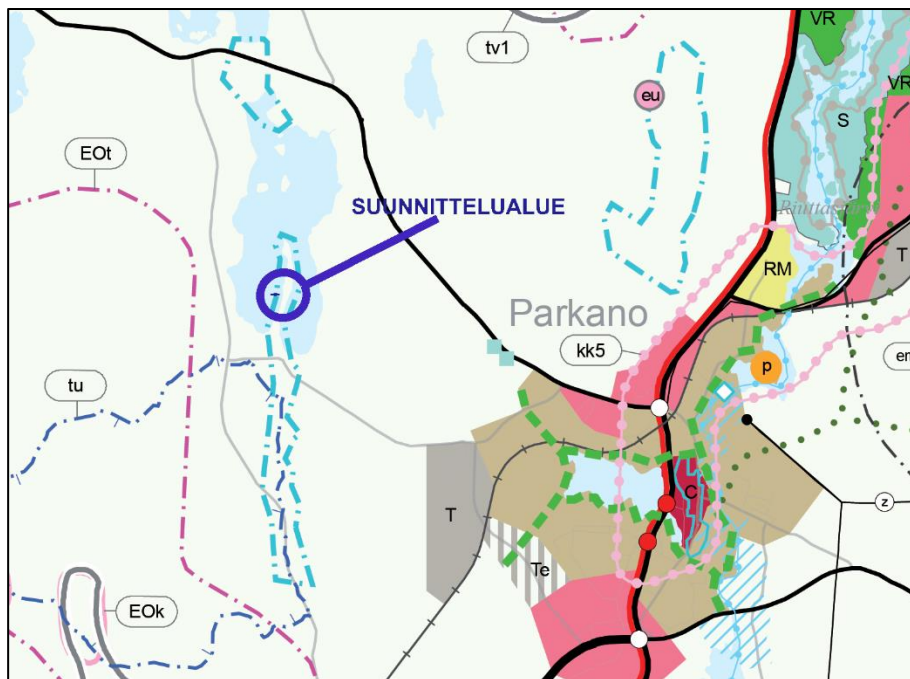 VR
tv1
VR
eu
EOt
S
SUUNNITTELUALUE
RM
T
Parkano
kk5
p
tu
C
T
z
Te
EOk